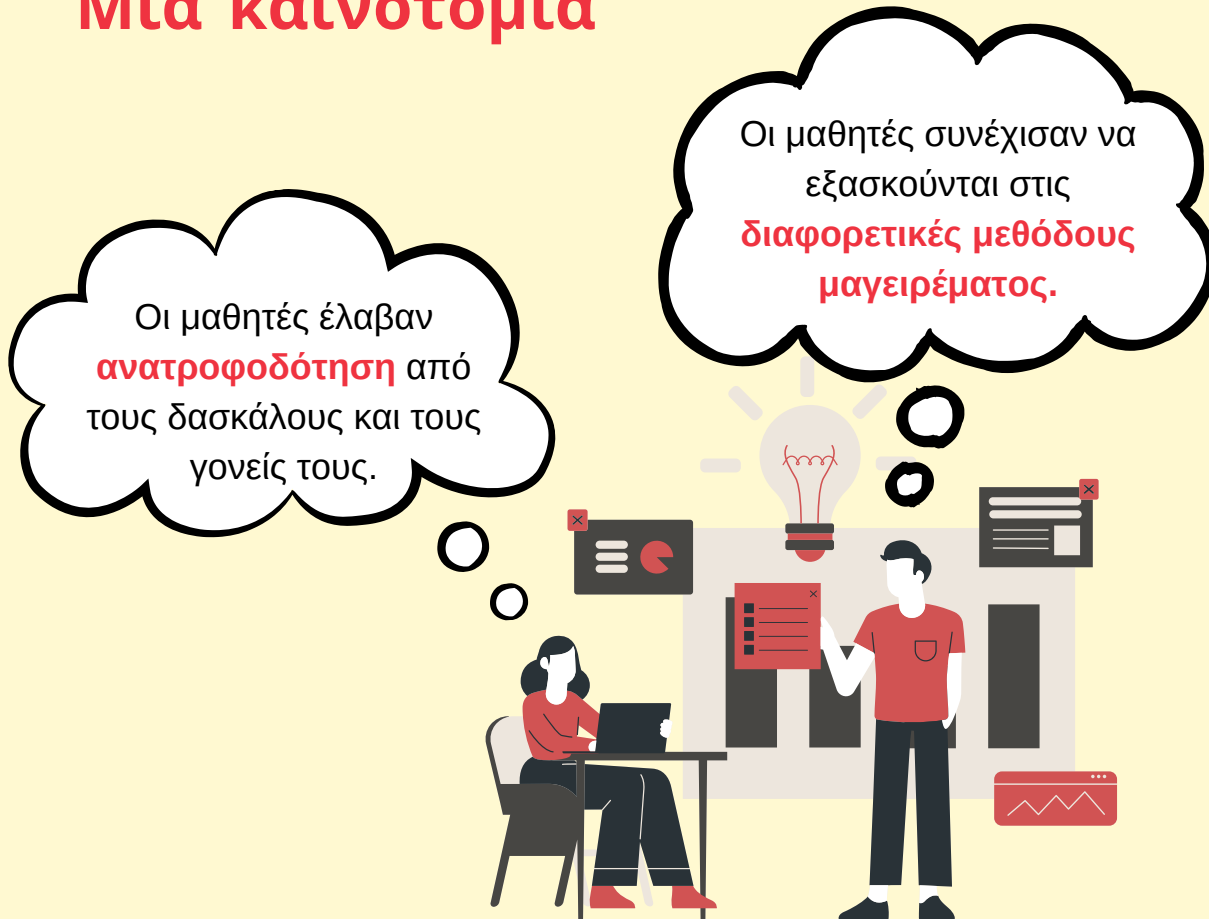 Μια καινοτομία
Οι μαθητές συνέχισαν να
εξασκούνται στις
διαφορετικές μεθόδους
μαγειρέματος.
Οι μαθητές έλαβαν
ανατροφοδότηση από
τους δασκάλους και τους
γονείς τους.